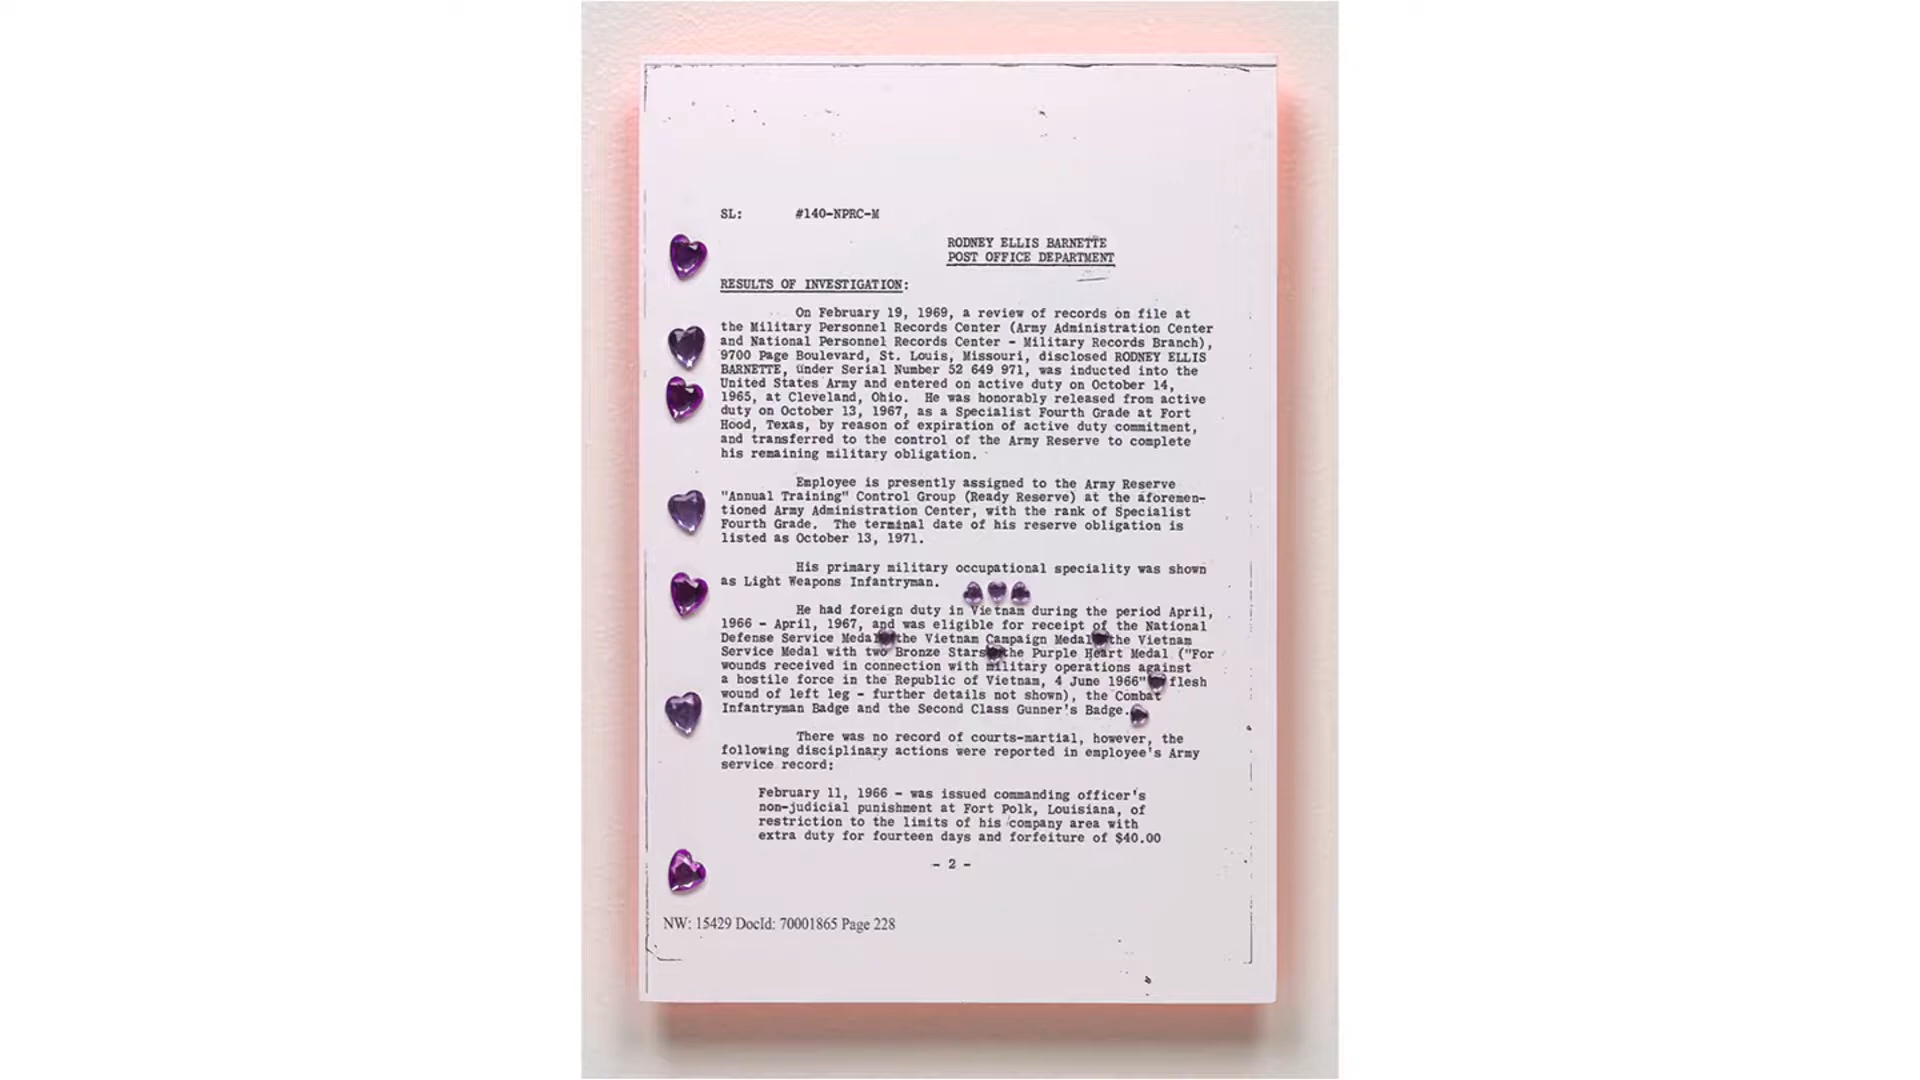 SL: #140-NPRC-M
RODNEY ELLIS BARNETTE
POST OFFICE DEPARTMENT
RESULTS OF INVESTIGATION:
On February 19, 1969, a review of records on file at
the Military Personnel Records Center (Army Administration Center
and National Personnel Records Center - Military Records Branch),
9700 Page Boulevard, St. Louis, Missouri, disclosed RODNEY ELLIS
BARNETTE, under Serial Number 52 649 971, was inducted into the
United States Army and entered on active duty on October 14,
1965, at Cleveland, Ohio. He was honorably released from active
duty on October 13, 1967, as a Specialist Fourth Grade at Fort
Hood, Texas, by reason of expiration of active duty commitment,
and transferred to the control of the Army Reserve to complete
his remaining military obligation.
Employee is presently assigned to the Army Reserve
"Annual Training" Control Group (Ready Reserve) at the aforemen-
tioned Army Administration Center, with the rank of Specialist
Fourth Grade. The terminal date of his reserve obligation is
listed as October 13, 1971.
His primary military occupational speciality was shown
as Light Weapons Infantryman.
He had foreign duty in Vietnam during the period April,
1966 - April, 1967, and was eligible for receipt of the National
Defense Service Medal the Vietnam Campaign Medal the Vietnam
Service Medal with two Bronze Stars the Purple Heart Medal ("For
wounds received in connection with military operations against
a hostile force in the Republic of Vietnam, 4 June 1966" flesh
wound of left leg - further details not shown), the Combat
Infantryman Badge and the Second Class Gunner's Badge.
There was no record of courts-martial, however, the
following disciplinary actions were reported in employee's Army
service record:
February 11, 1966 - was issued commanding officer's
non-judicial punishment at Fort Polk, Louisiana, of
restriction to the limits of his company area with
extra duty for fourteen days and forfeiture of $40.00
- 2 -
NW: 15429 DocId: 70001865 Page 228